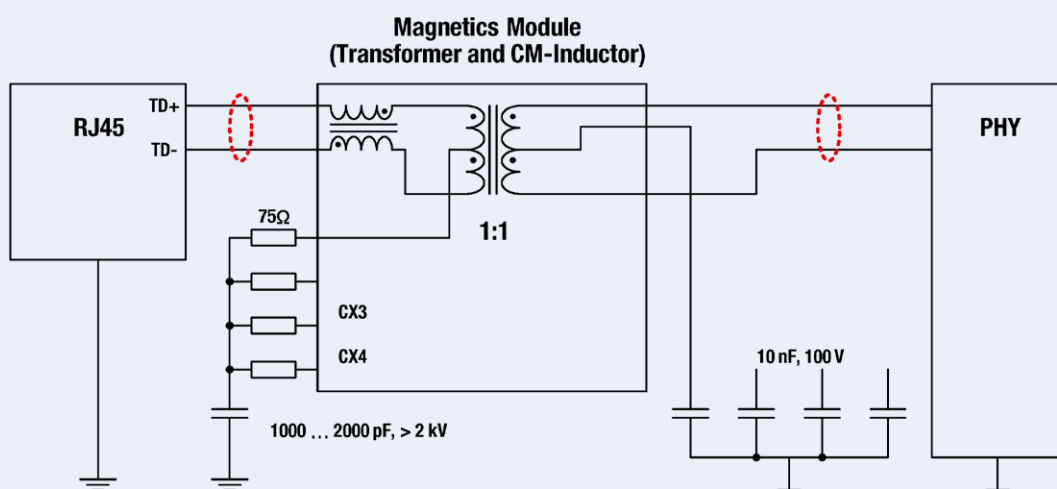 Magnetics Module
(Transformer and CM-Inductor)
RJ45
TD+
TD-
PHY
75Ω
1:1
CX3
CX4
10 nF, 100 V
1000 ... 2000 pF, > 2 kV